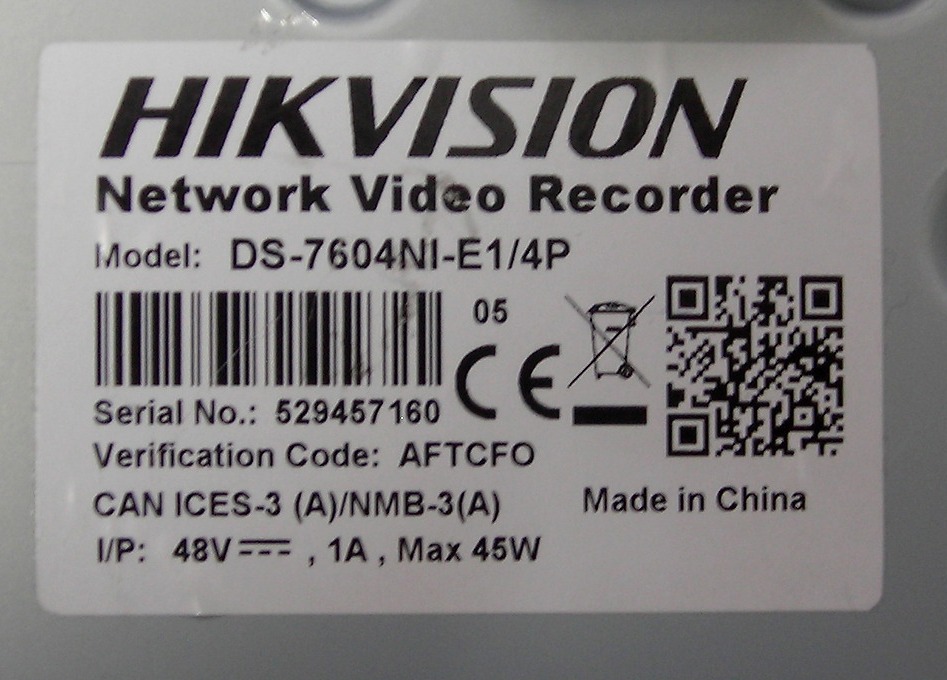 HIKVISION
Network Video Recorder
Model: DS-7604NI-E1/4P
05
CE
Serial No.: 529457160
Verification Code: AFTCFO
CAN ICES-3 (A)/NMB-3(A)
Made in China
I/P: 48V⎓ , 1A , Max 45W